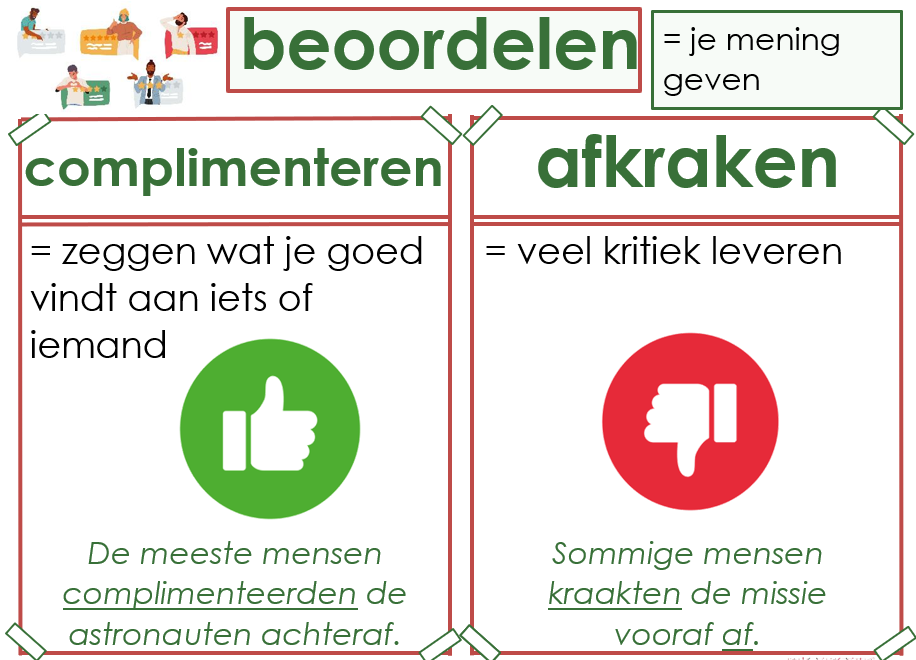 beoordelen
= je mening
geven
complimenteren
= zeggen wat je goed
vindt aan iets of
iemand
De meeste mensen
complimenteerden de
astronauten achteraf.
afkraken
= veel kritiek leveren
Sommige mensen
kraakten de missie
vooraf af.